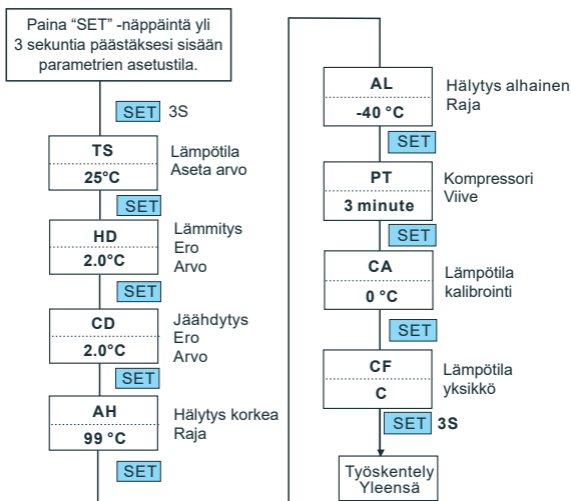 Paina “SET” -näppäintä yli
3 sekuntia päästäksesi sisään
parametrien asetustila.
SET 3S
TS
25°C
Lämpötila
Aseta arvo
SET
HD
2.0°C
Lämmitys
Ero
Arvo
SET
CD
2.0°C
Jäähdytys
Ero
Arvo
SET
AH
99 °C
Hälytys korkea
Raja
SET
AL
-40 °C
Hälytys alhainen
Raja
SET
PT
3 minute
Kompressori
Viive
SET
CA
0 °C
Lämpötila
kalibrointi
SET
CF
C
Lämpötila
yksikkö
SET 3S
Työskentely
Yleensä